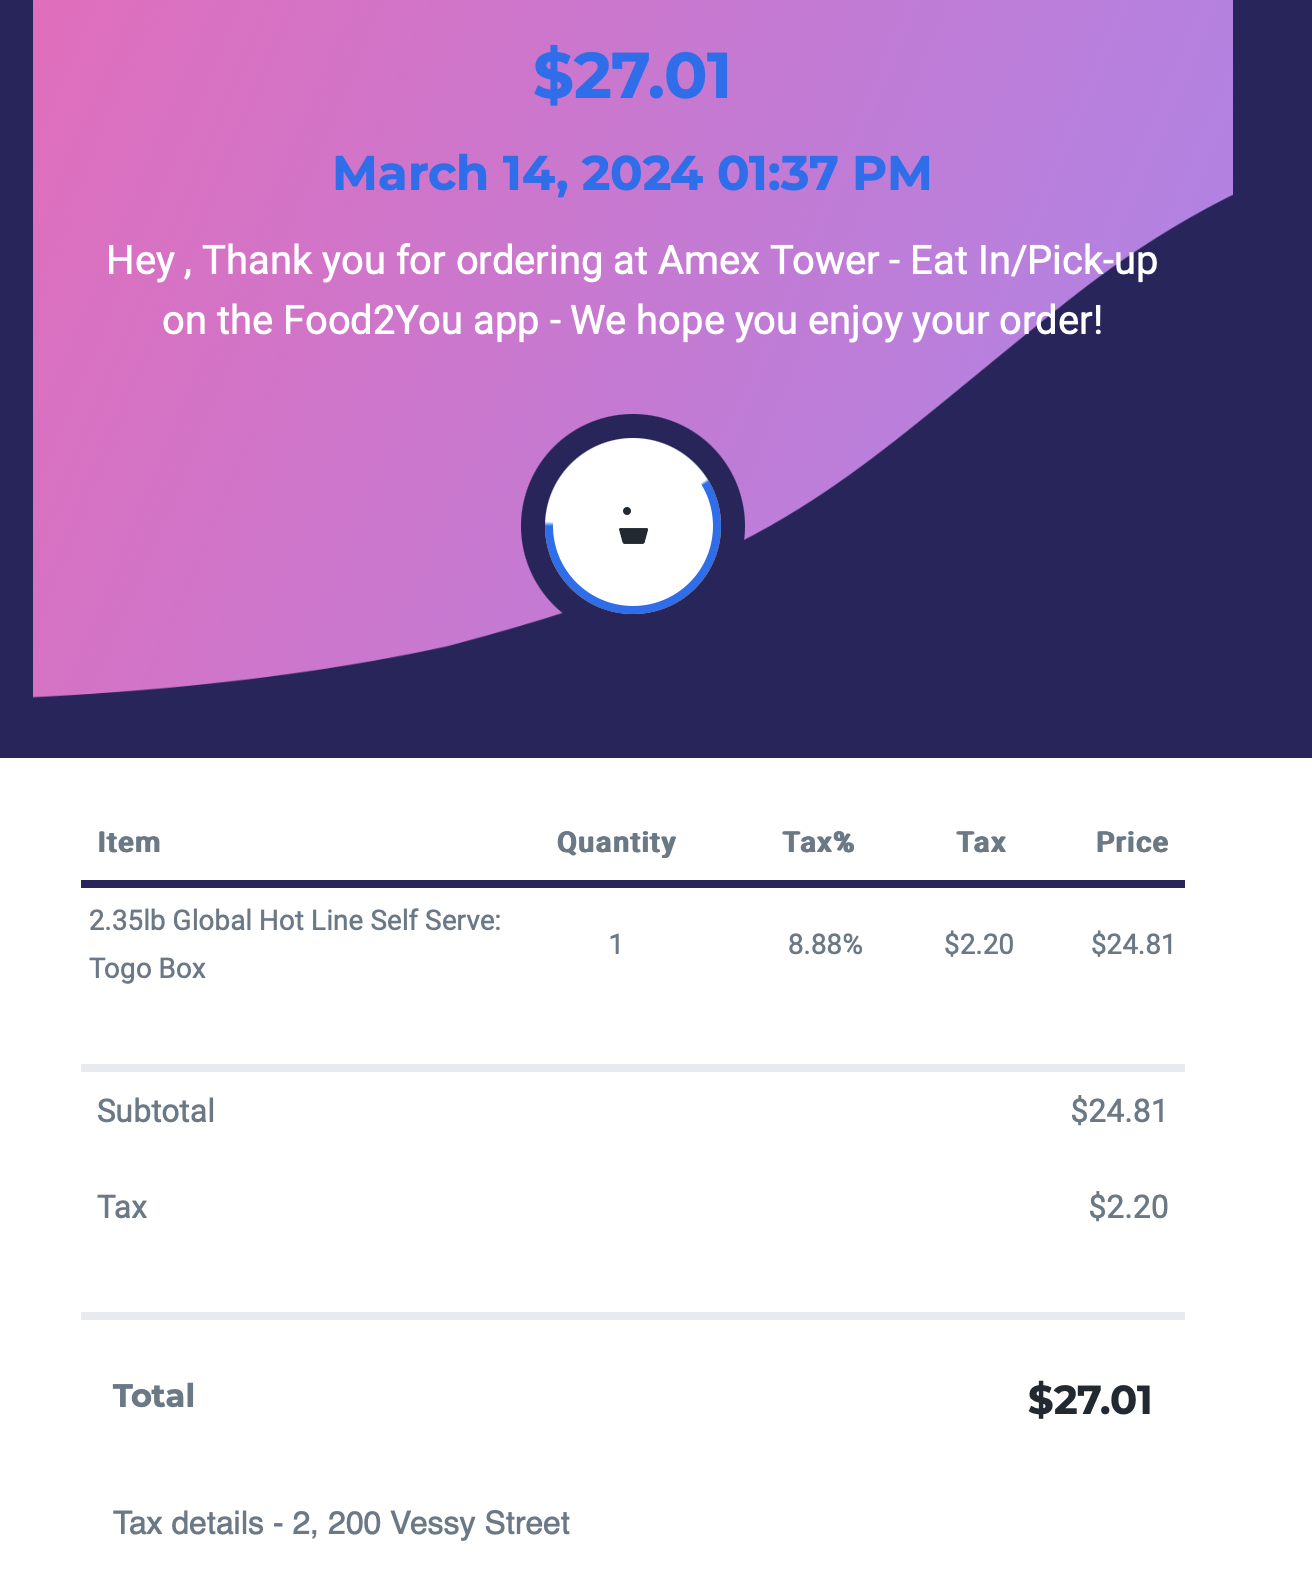 $27.01
March 14, 2024 01:37 PM
Hey , Thank you for ordering at Amex Tower - Eat In/Pick-up
on the Food2You app - We hope you enjoy your order!
Item Quantity Tax% Tax Price
2.35lb Global Hot Line Self Serve:
Togo Box 1 8.88% $2.20 $24.81
Subtotal $24.81
Tax $2.20
Total $27.01
Tax details - 2, 200 Vessy Street